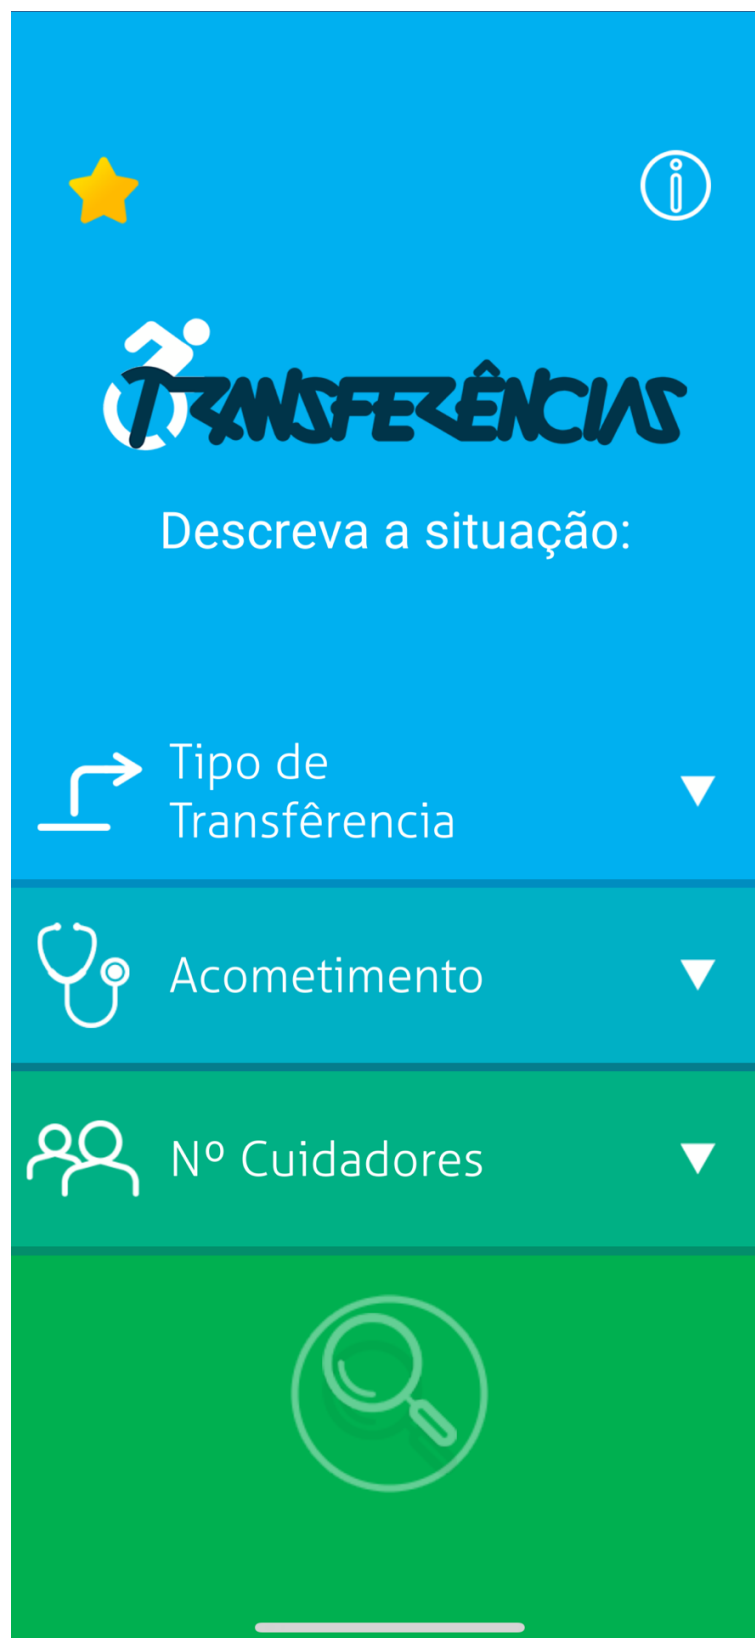 TRANSFERÊNCIAS
Descreva a situação:
Tipo de
Transfêrencia
Acometimento
Nº Cuidadores